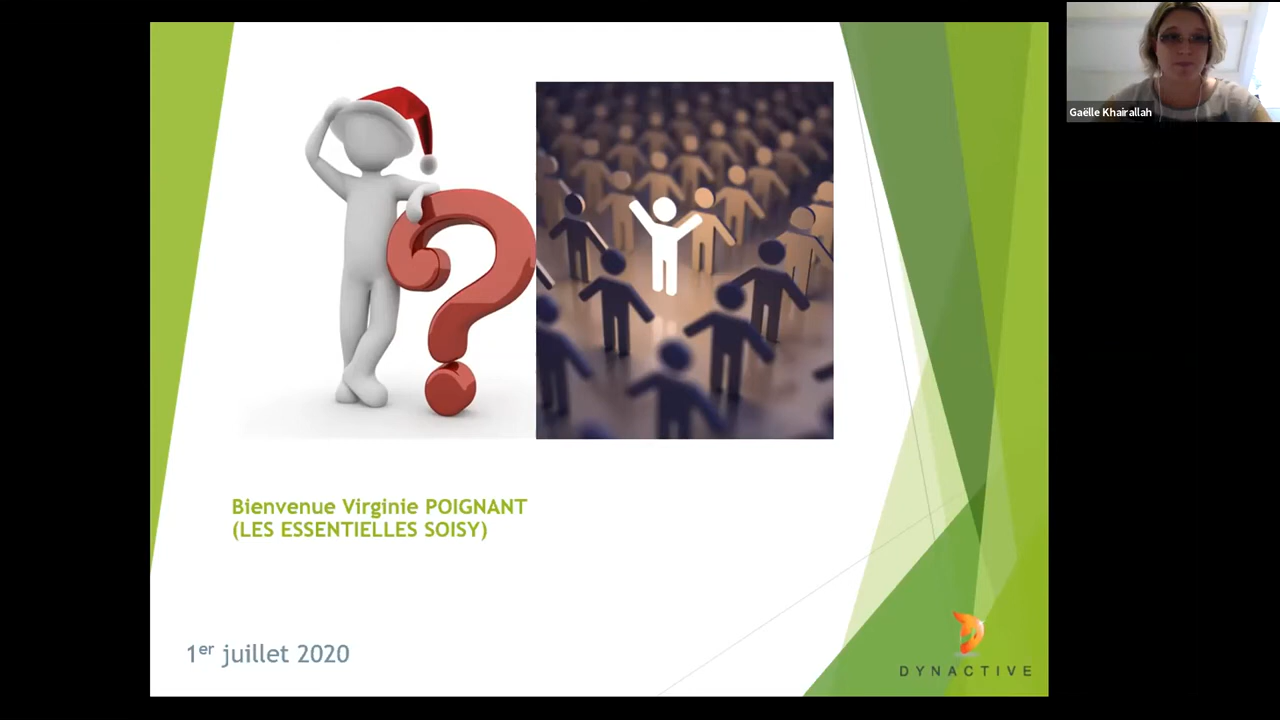 Gaëlle Khairallah
Bienvenue Virginie POIGNANT
(LES ESSENTIELLES SOISY)
1er juillet 2020
DYNACTIVE